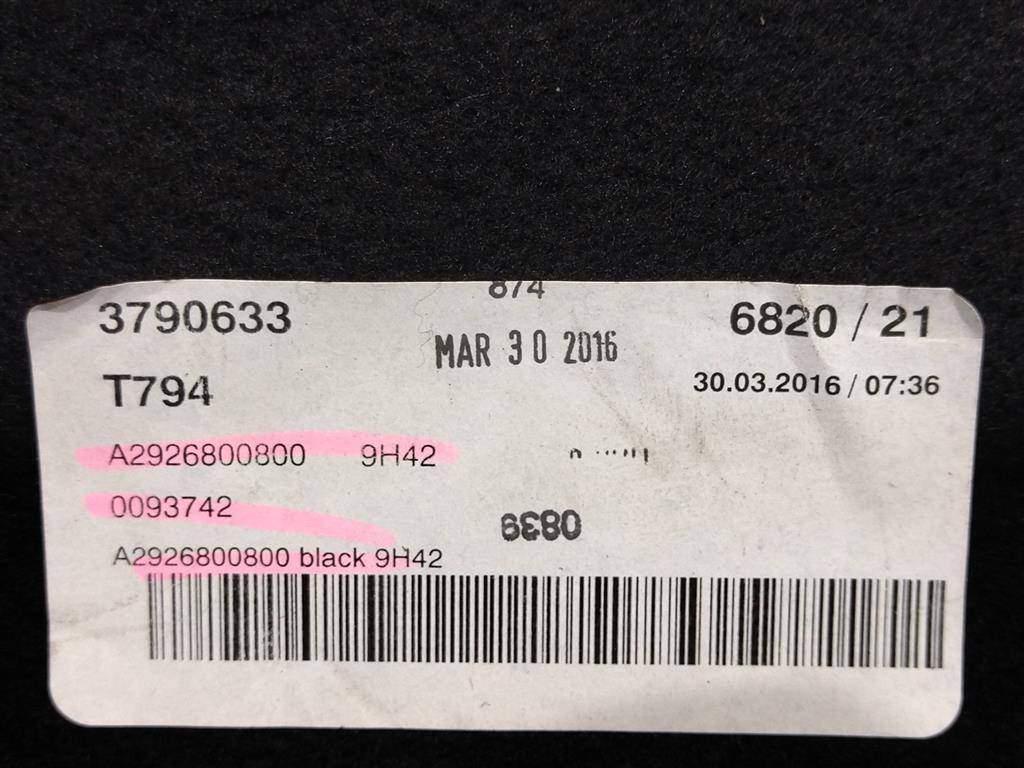 874
3790633
MAR 30 2016
6820 / 21
T794
30.03.2016 / 07:36
A2926800800 9H42
0093742
0839
A2926800800 black 9H42